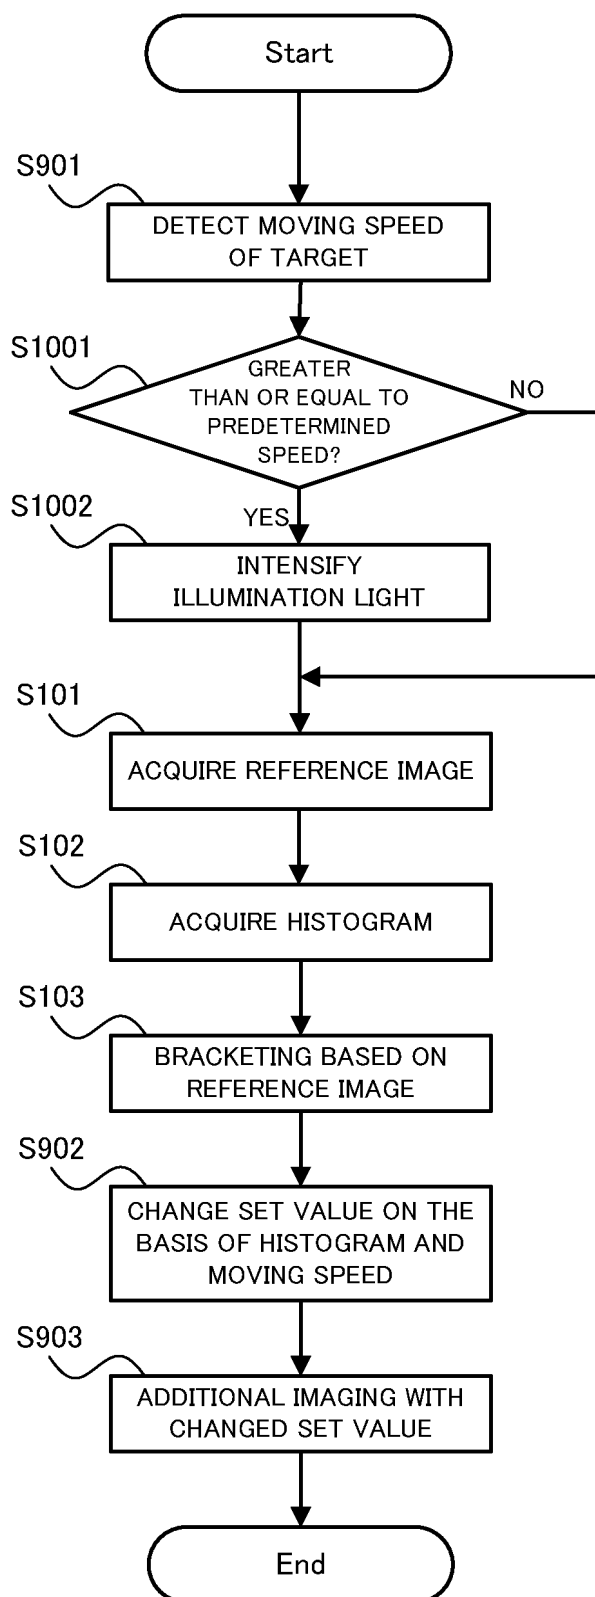 Start
S901
DETECT MOVING SPEED
OF TARGET
S1001
GREATER
THAN OR EQUAL TO
PREDETERMINED
SPEED?
NO
YES
S1002
INTENSIFY
ILLUMINATION LIGHT
S101
ACQUIRE REFERENCE IMAGE
S102
ACQUIRE HISTOGRAM
S103
BRACKETING BASED ON
REFERENCE IMAGE
S902
CHANGE SET VALUE ON THE
BASIS OF HISTOGRAM AND
MOVING SPEED
S903
ADDITIONAL IMAGING WITH
CHANGED SET VALUE
End